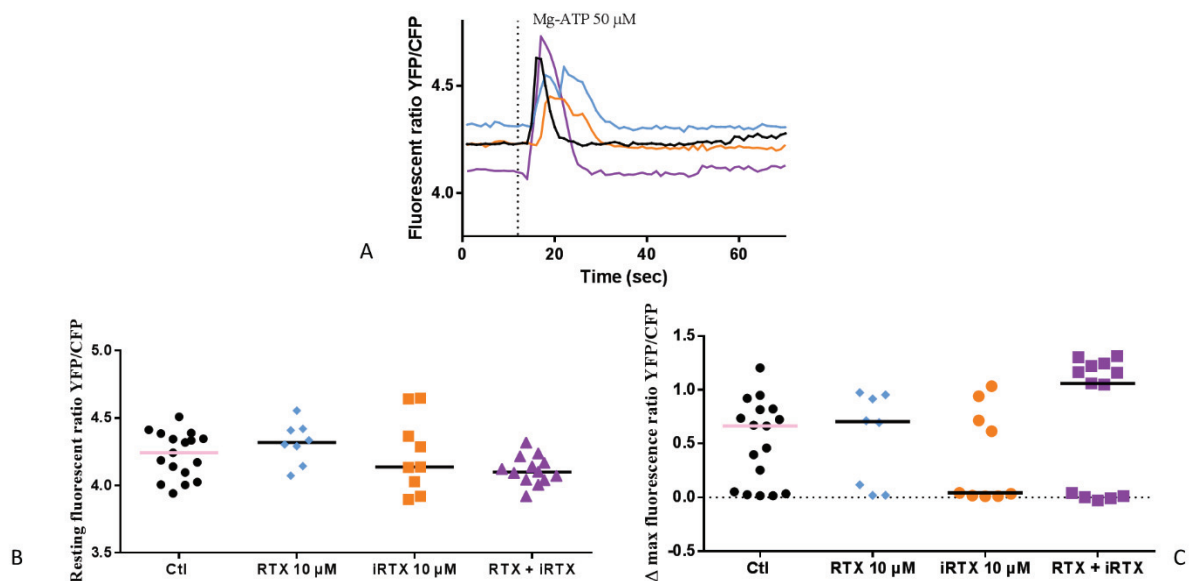 Mg-ATP 50 µM
Fluorescent ratio YFP/CFP
4.5
4.0
0
20
40
60
Time (sec)
A
Resting fluorescent ratio YFP/CFP
5.0
4.5
4.0
3.5
Ctl
RTX 10 µM
iRTX 10 µM
RTX + iRTX
B
Δ max fluorescence ratio YFP/CFP
1.5
1.0
0.5
0.0
-0.5
Ctl
RTX 10 µM
iRTX 10 µM
RTX + iRTX
C